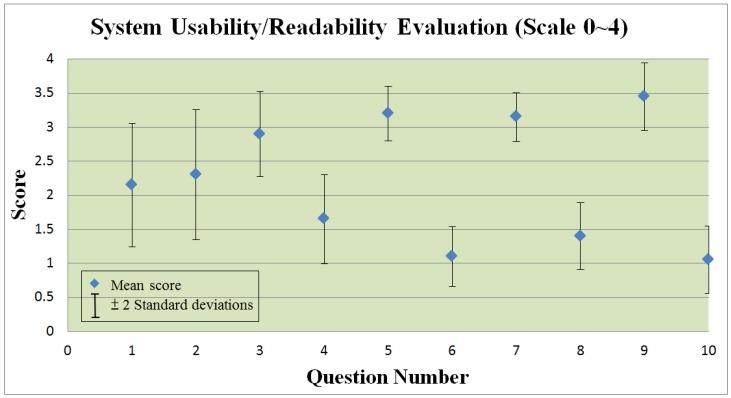 System Usability/Readability Evaluation (Scale 0~4)
4
3.5
3
2.5
2
1.5
1
0.5
0
Score
Mean score
± 2 Standard deviations
0 1 2 3 4 5 6 7 8 9 10
Question Number